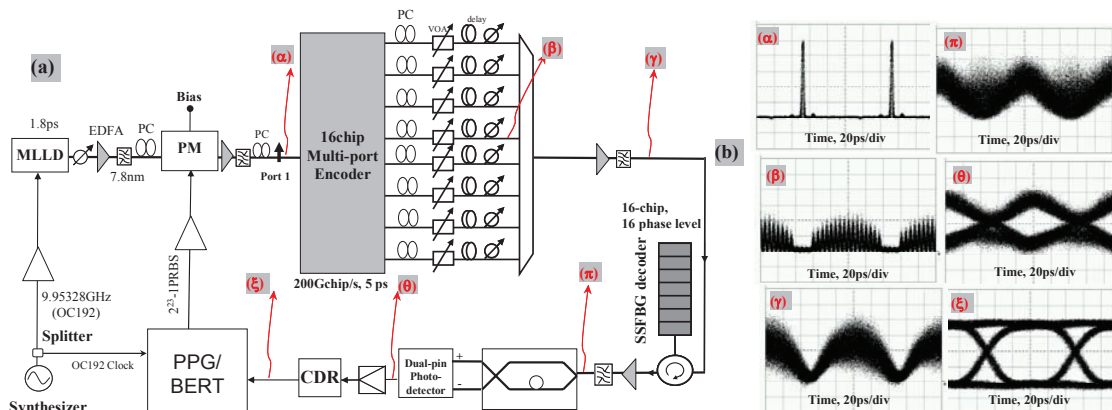 (a)
1.8ps
MLLD
EDFA
7.8nm
PC
Bias
PM
PC
Port 1
(α)
16chip
Multi-port
Encoder
200Gchip/s, 5 ps
PC
VOA
delay
(β)
(γ)
16-chip,
16 phase level
SSFBG decoder
(π)
Dual-pin
Photo-
detector
+
-
(θ)
CDR
(ξ)
PPG/
BERT
2²³-1PRBS
9.95328GHz
(OC192)
Splitter
OC192 Clock
Synthesizer
(b)
(α)
Time, 20ps/div
(π)
Time, 20ps/div
(β)
Time, 20ps/div
(θ)
Time, 20ps/div
(γ)
Time, 20ps/div
(ξ)
Time, 20ps/div